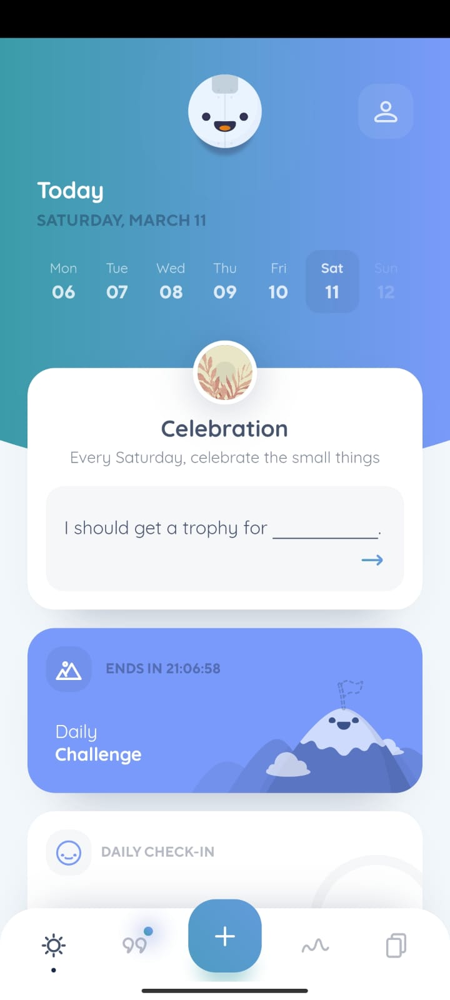 Today
SATURDAY, MARCH 11
Mon Tue Wed Thu Fri Sat Sun
06 07 08 09 10 11 12
Celebration
Every Saturday, celebrate the small things
I should get a trophy for ___________.
ENDS IN 21:06:58
Daily
Challenge
DAILY CHECK-IN